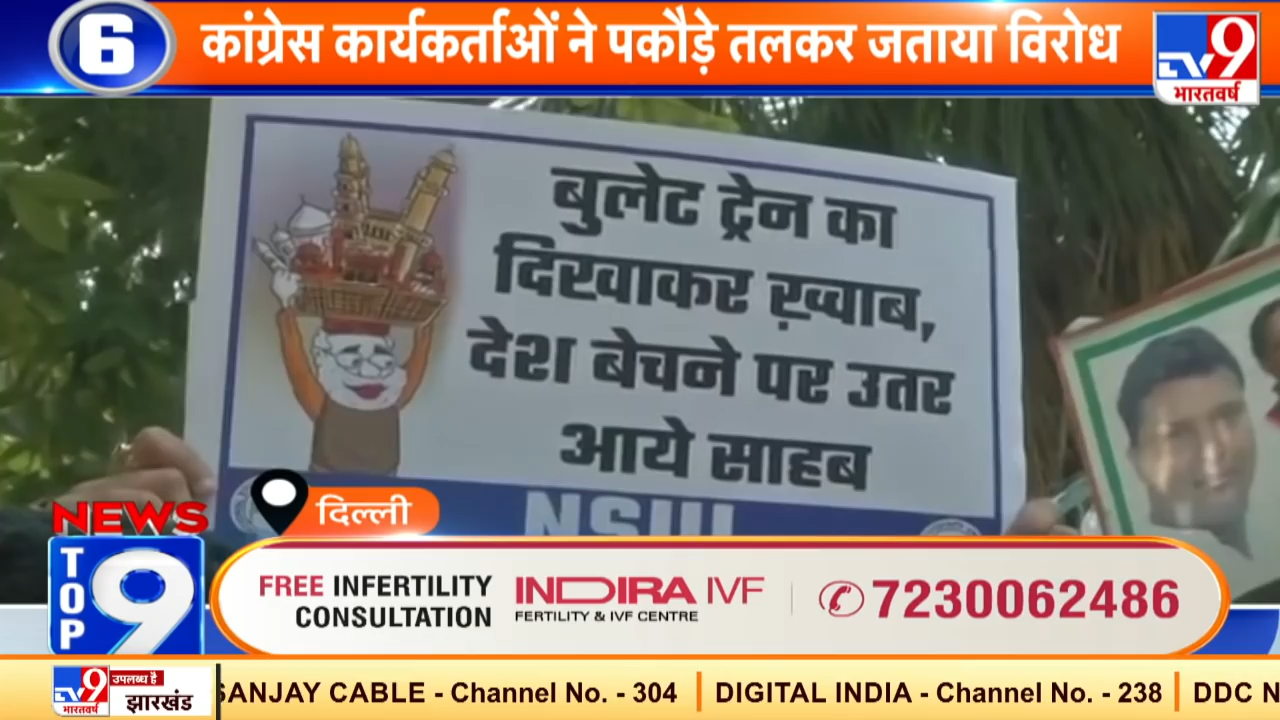 6
कांग्रेस कार्यकर्ताओं ने पकौड़े तलकर जताया विरोध
TV9
भारतवर्ष
बुलेट ट्रेन का
दिखाकर ख़्वाब,
देश बेचने पर उतर
आये साहब
NSUI
दिल्ली
NEWS
TOP
9
FREE INFERTILITY
CONSULTATION
INDIRA IVF
FERTILITY & IVF CENTRE
7230062486
TV9
भारतवर्ष
उपलब्ध है
झारखंड
SANJAY CABLE - Channel No. - 304 | DIGITAL INDIA - Channel No. - 238 | DDC N